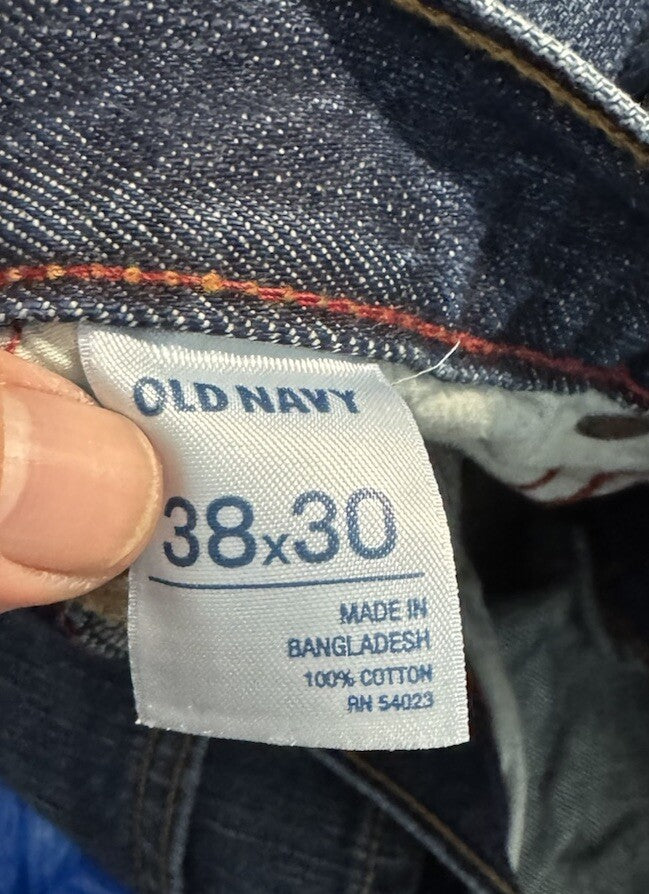 OLD NAVY
38x30
MADE IN
BANGLADESH
100% COTTON
RN 54023